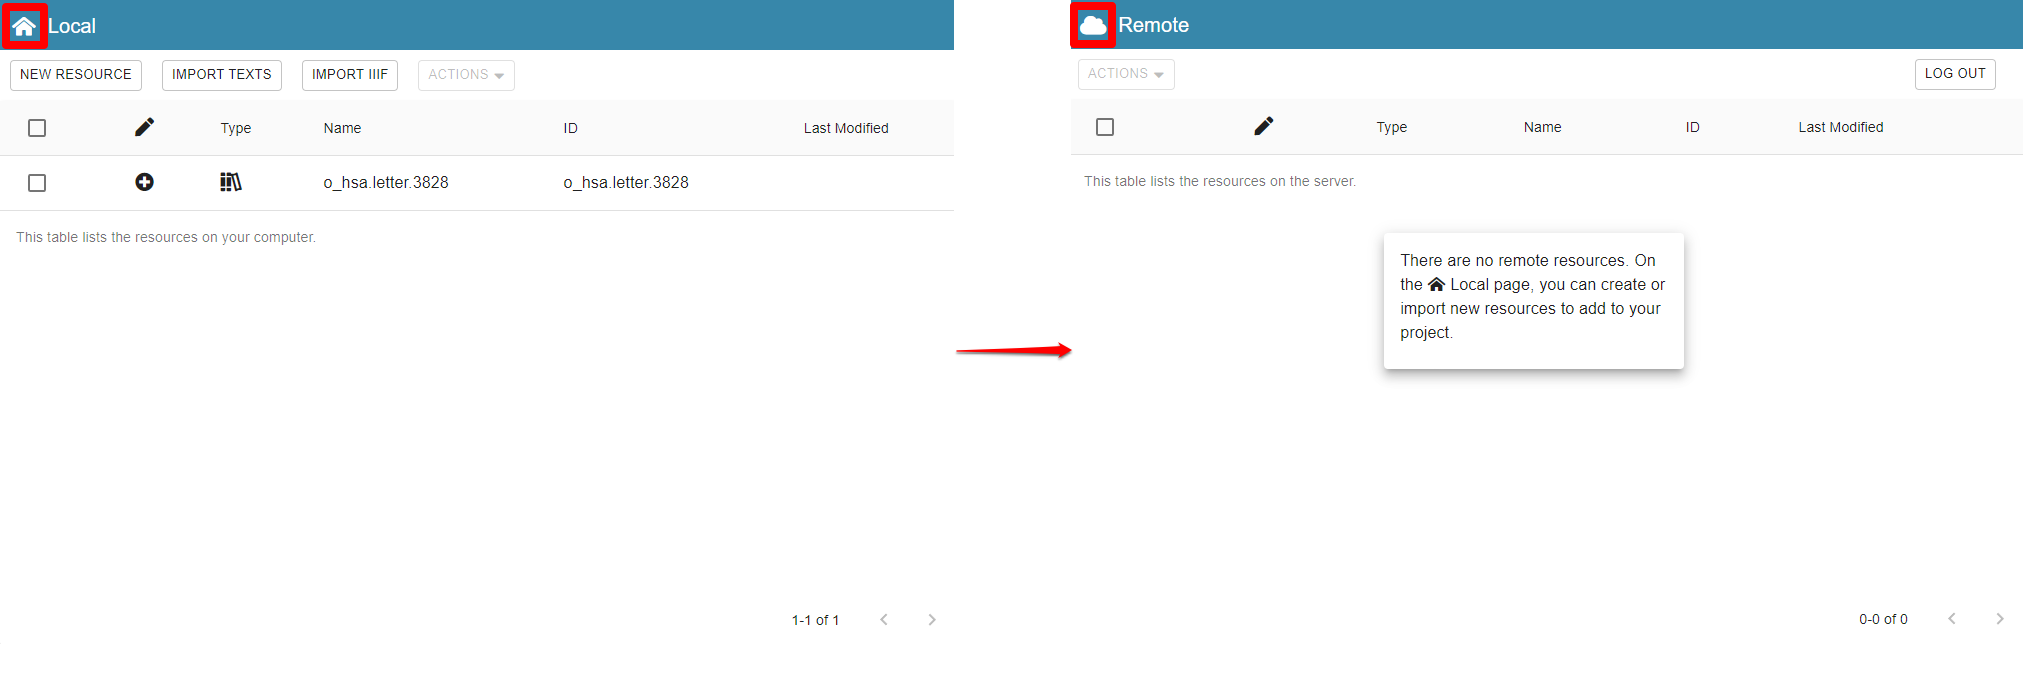 Local
NEW RESOURCE IMPORT TEXTS IMPORT IIIF ACTIONS
Type Name ID Last Modified
o_hsa.letter.3828 o_hsa.letter.3828
This table lists the resources on your computer.
1-1 of 1
Remote
ACTIONS LOG OUT
Type Name ID Last Modified
This table lists the resources on the server.
There are no remote resources. On
the Local page, you can create or
import new resources to add to your
project.
0-0 of 0